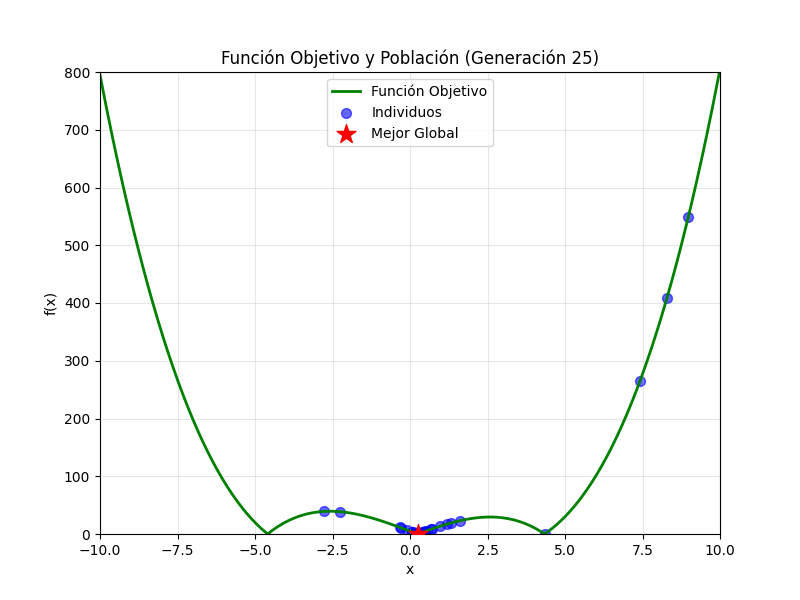 Función Objetivo y Población (Generación 25)
Función Objetivo
Individuos
Mejor Global
800
700
600
500
400
300
200
100
0
f(x)
−10.0 −7.5 −5.0 −2.5 0.0 2.5 5.0 7.5 10.0
x